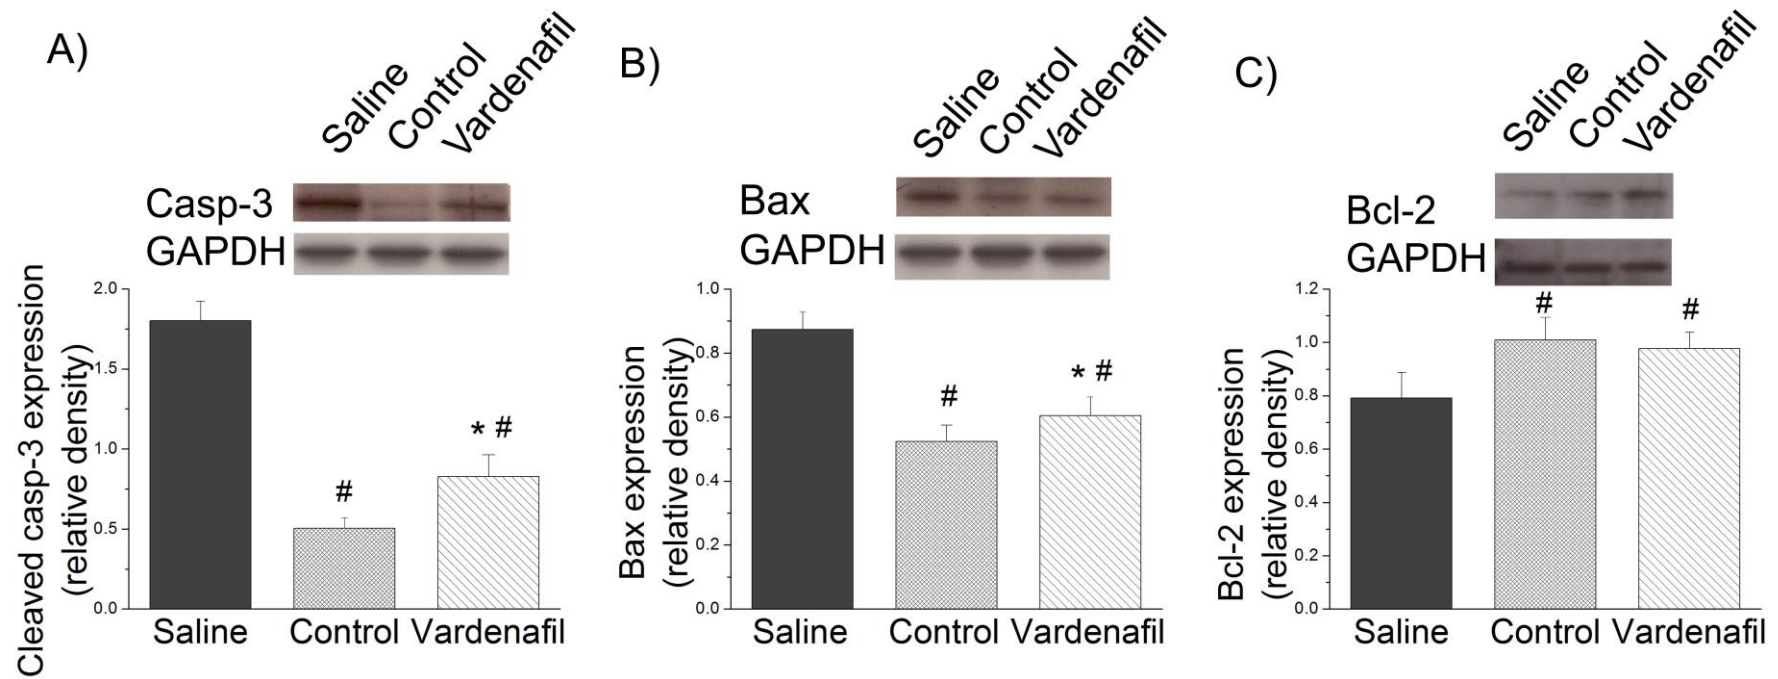 A)
Saline
Control
Vardenafil
Casp-3
GAPDH
Cleaved casp-3 expression
(relative density)
2.0
1.5
1.0
0.5
0.0
#
* #
Saline
Control
Vardenafil
B)
Saline
Control
Vardenafil
Bax
GAPDH
Bax expression
(relative density)
1.0
0.8
0.6
0.4
0.2
0.0
#
* #
Saline
Control
Vardenafil
C)
Saline
Control
Vardenafil
Bcl-2
GAPDH
Bcl-2 expression
(relative density)
1.2
1.0
0.8
0.6
0.4
0.2
0.0
#
#
Saline
Control
Vardenafil